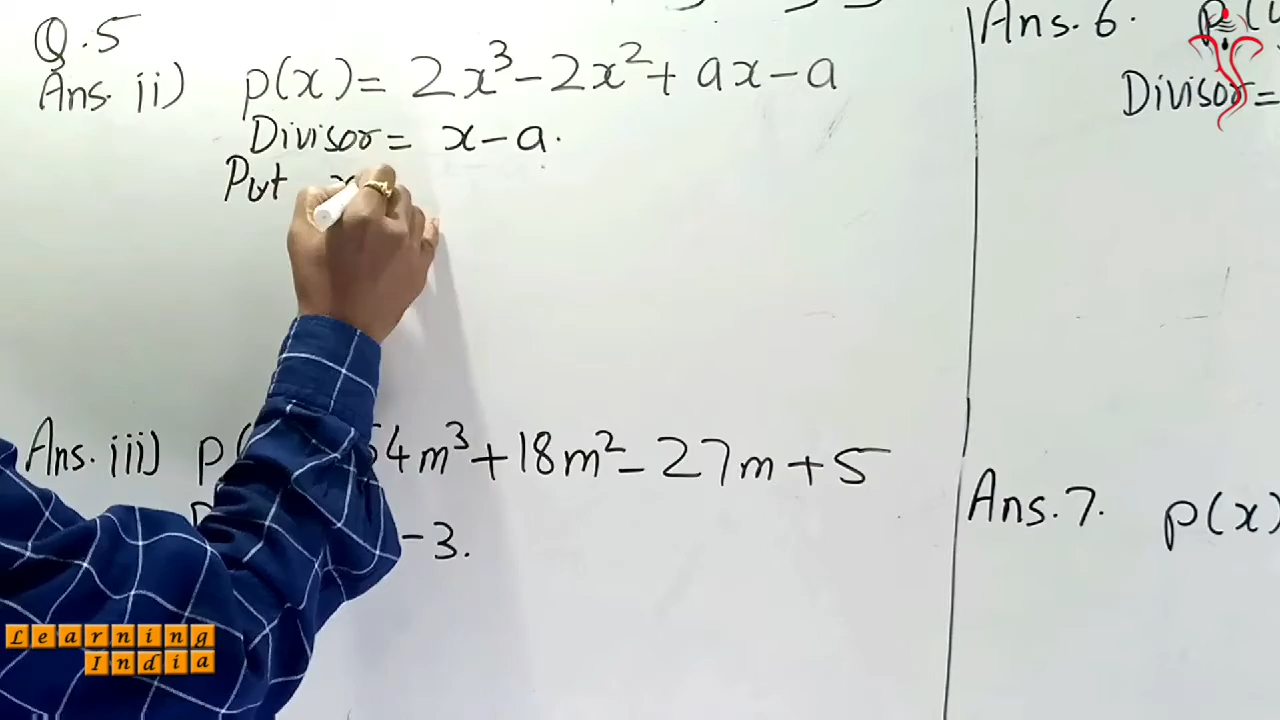 Q.5
Ans. ii) p(x) = 2x³ - 2x² + ax - a
Divisor = x - a.
Put x
Ans. iii) p( 54m³ + 18m² - 27m + 5
-3.
Ans. 6.
Divisor =
Ans. 7. p(x)
Learning
India